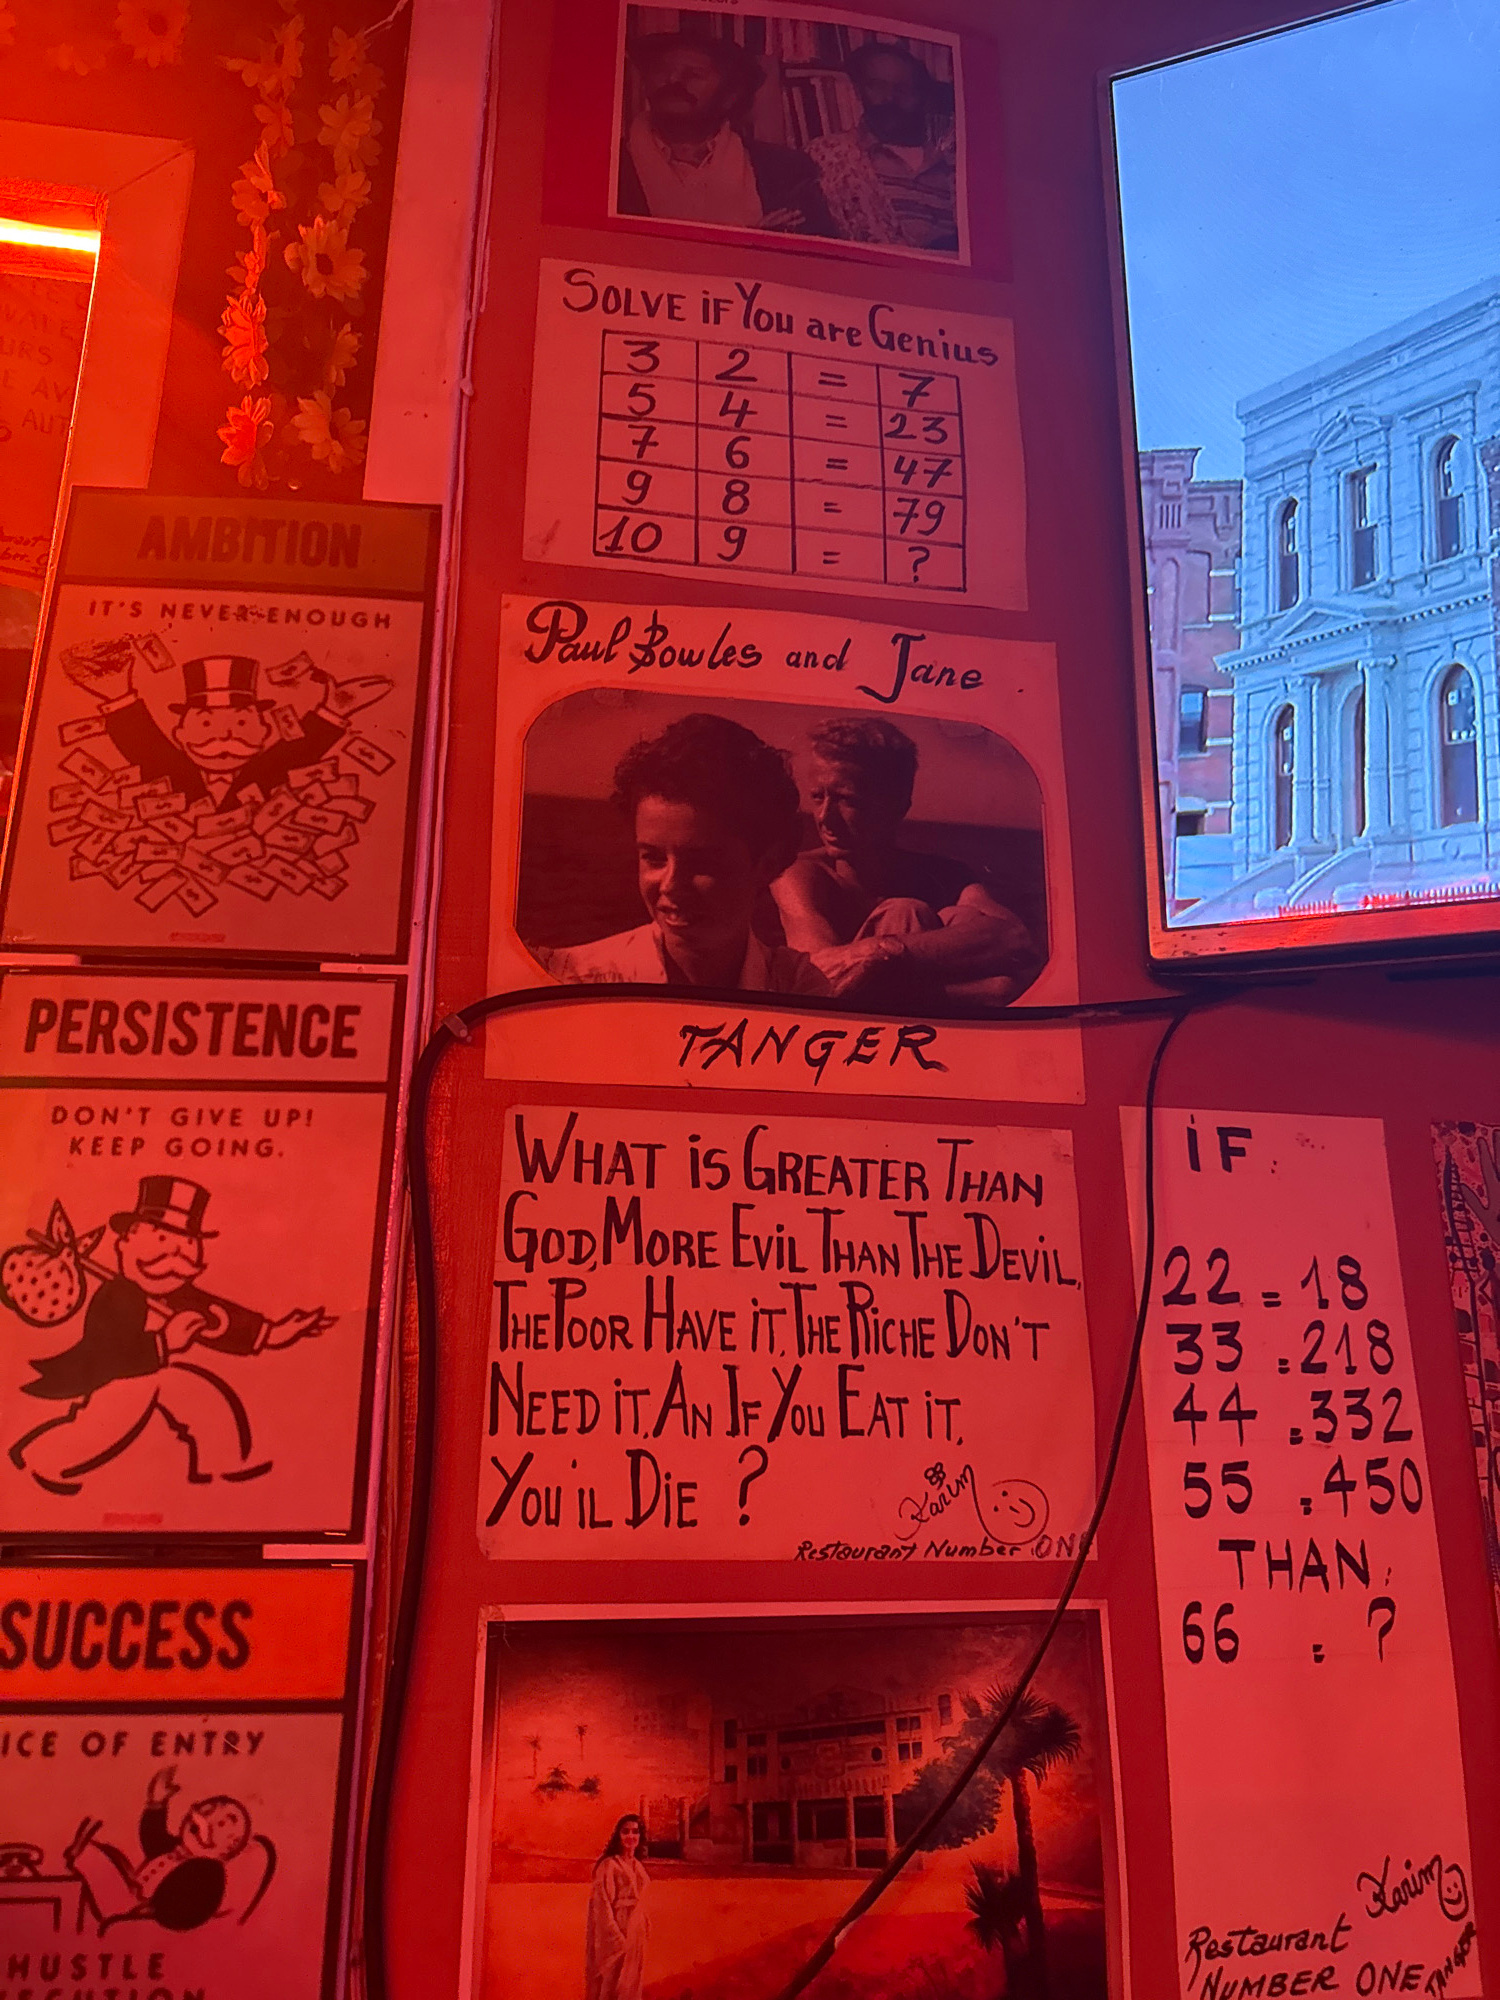 AMBITION
IT'S NEVER ENOUGH
PERSISTENCE
DON'T GIVE UP!
KEEP GOING.
SUCCESS
OF ENTRY
HUSTLE
SOLVE iF YOU are Genius
3 2 = 7
5 4 = 23
7 6 = 47
9 8 = 79
10 9 = ?
Paul Bowles and Jane
TANGER
WHAT iS GREATER THAN
GOD, MORE EViL THAN THE DEViL,
THE POOR HAVE iT, THE RiCHE DON'T
NEED iT. AN IF YOU EAT iT,
YOU iL DiE ?
Karim
Restaurant Number ONE
iF
22 = 18
33 = 218
44 = 332
55 = 450
THAN:
66 = ?
Karim
Restaurant
NUMBER ONE TANGER